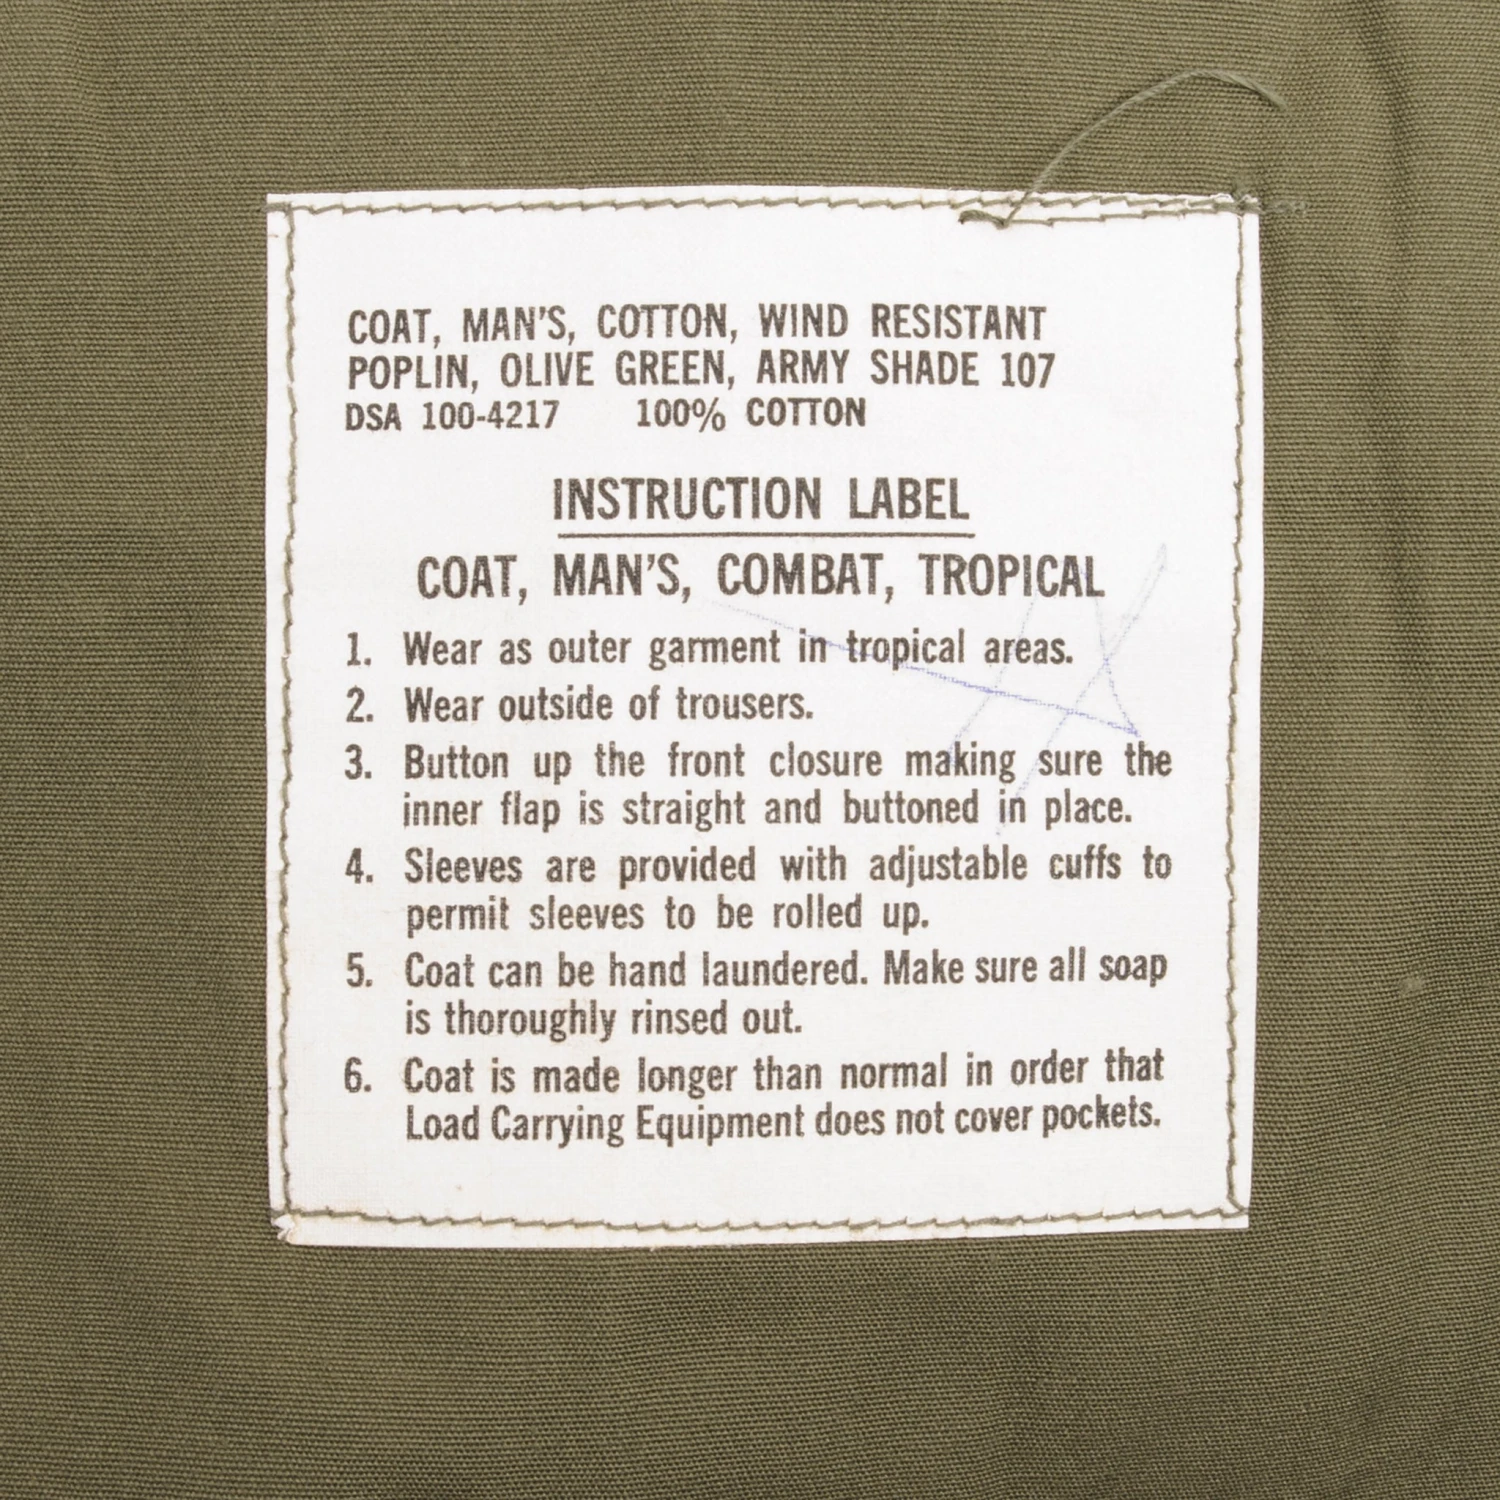 COAT, MAN'S, COTTON, WIND RESISTANT
POPLIN, OLIVE GREEN, ARMY SHADE 107
DSA 100-4217 100% COTTON
INSTRUCTION LABEL
COAT, MAN'S, COMBAT, TROPICAL
1. Wear as outer garment in tropical areas.
2. Wear outside of trousers.
3. Button up the front closure making sure the
inner flap is straight and buttoned in place.
4. Sleeves are provided with adjustable cuffs to
permit sleeves to be rolled up.
5. Coat can be hand laundered. Make sure all soap
is thoroughly rinsed out.
6. Coat is made longer than normal in order that
Load Carrying Equipment does not cover pockets.